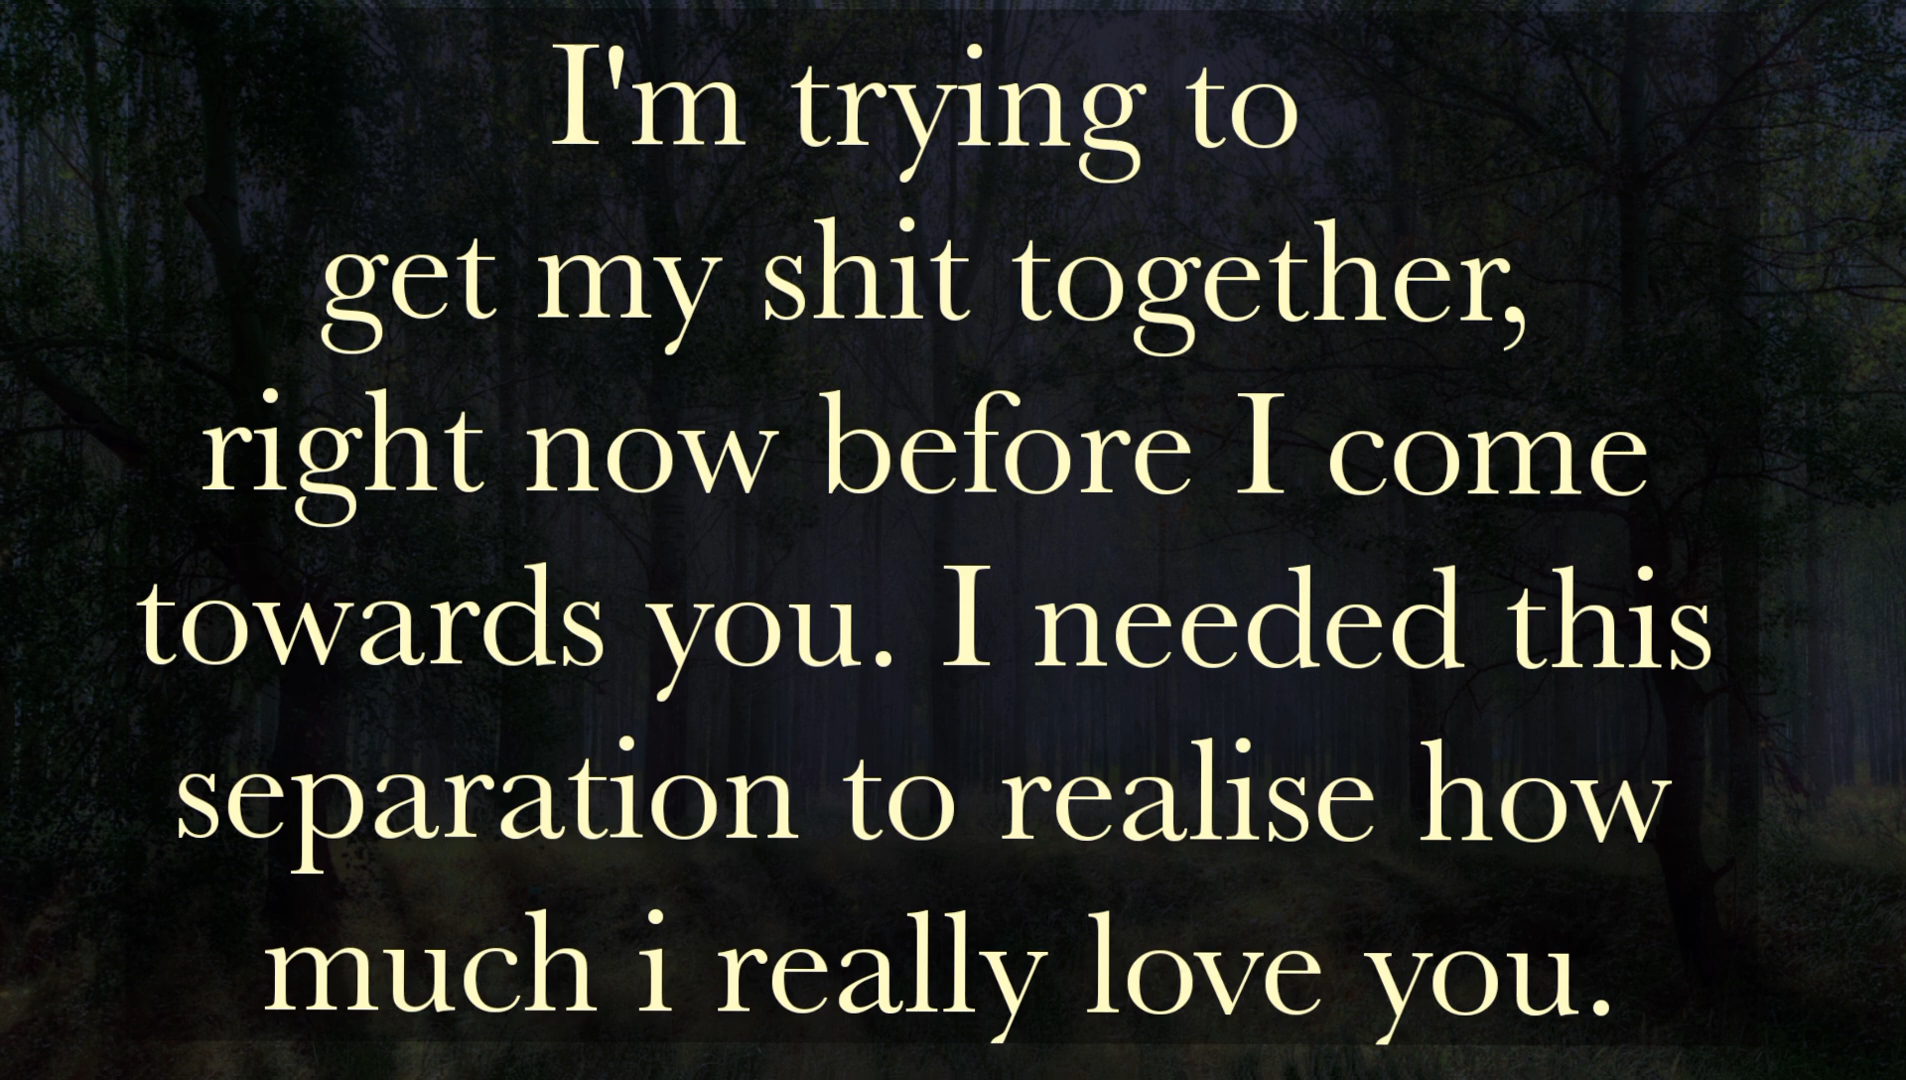 I'm trying to
get my shit together,
right now before I come
towards you. I needed this
separation to realise how
much i really love you.